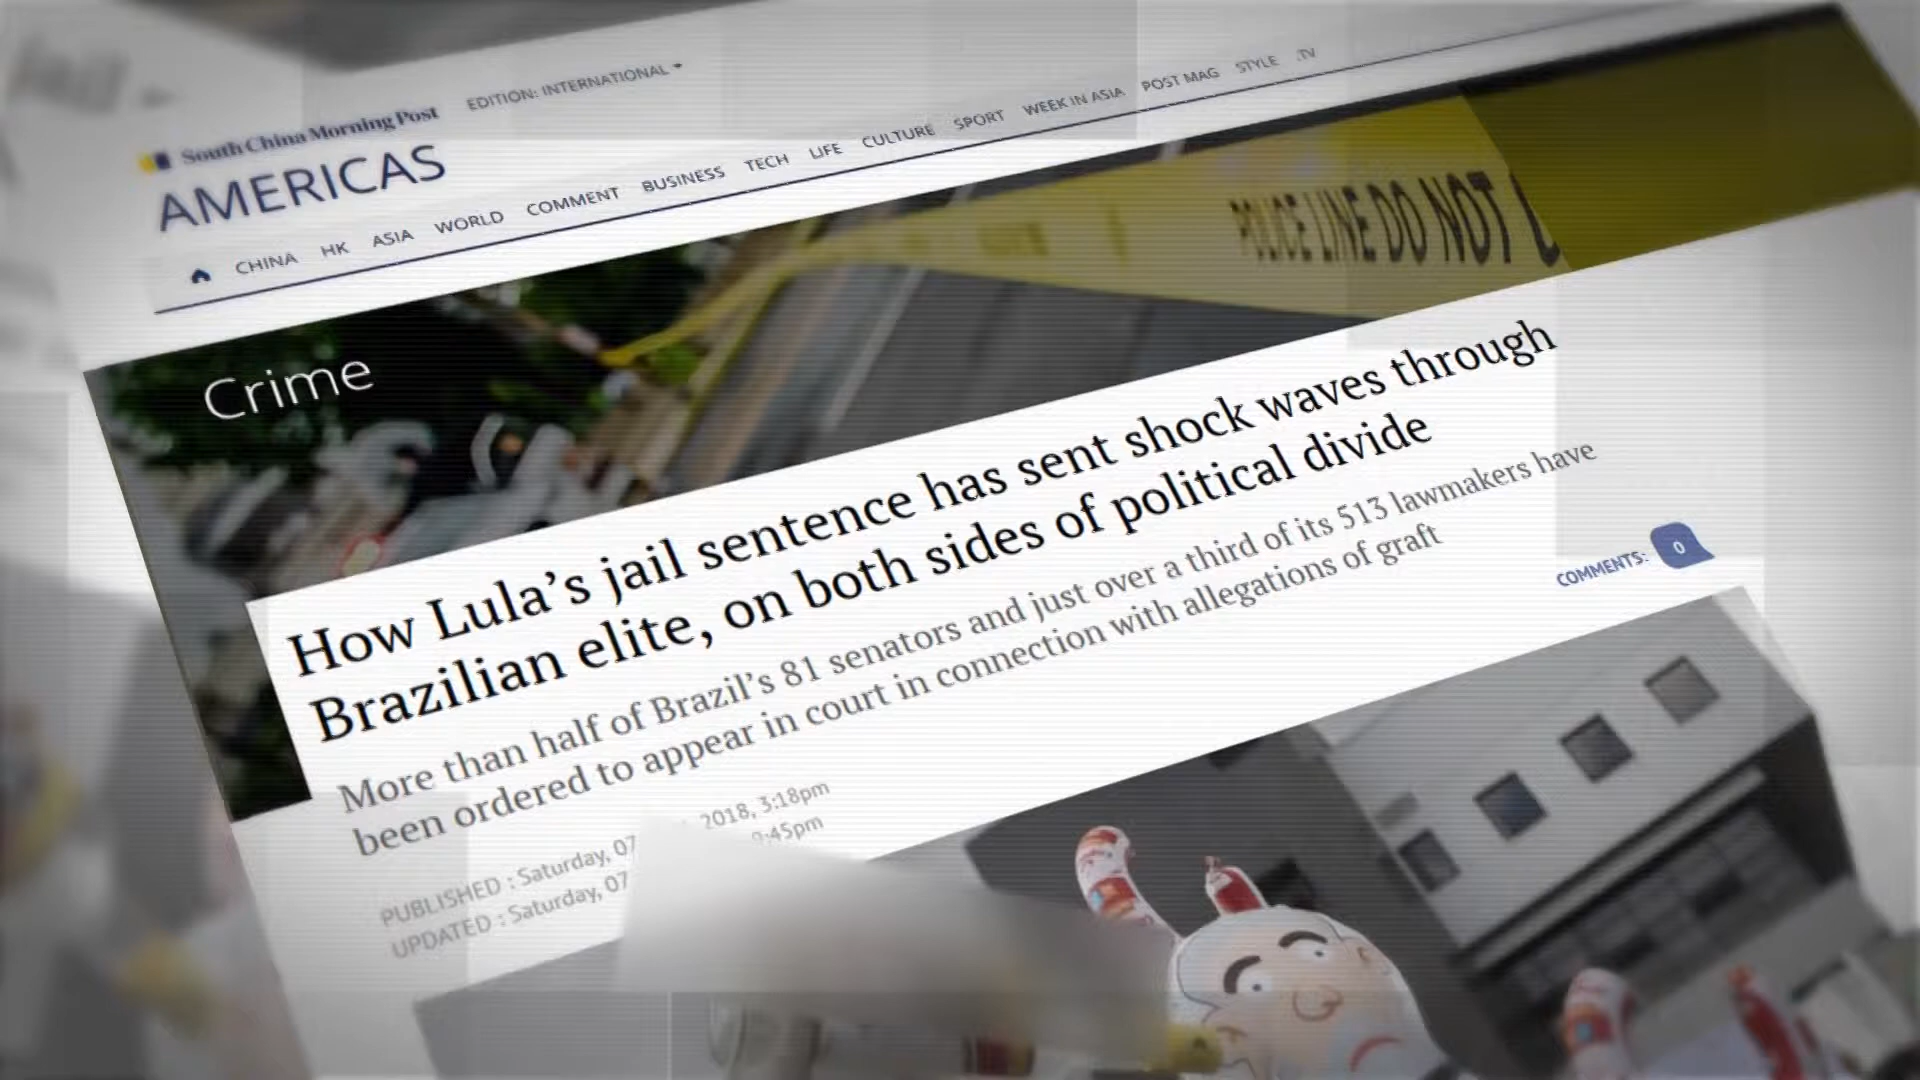 South China Morning Post
EDITION: INTERNATIONAL
AMERICAS
CHINA HK ASIA WORLD COMMENT BUSINESS TECH LIFE CULTURE SPORT WEEK IN ASIA POST MAG STYLE .TV
POLICE LINE DO NOT
Crime
How Lula’s jail sentence has sent shock waves through
Brazilian elite, on both sides of political divide
More than half of Brazil’s 81 senators and just over a third of its 513 lawmakers have
been ordered to appear in court in connection with allegations of graft
COMMENTS: 0
PUBLISHED : Saturday, 07 2018, 3:18pm
UPDATED : Saturday, 07 :45pm